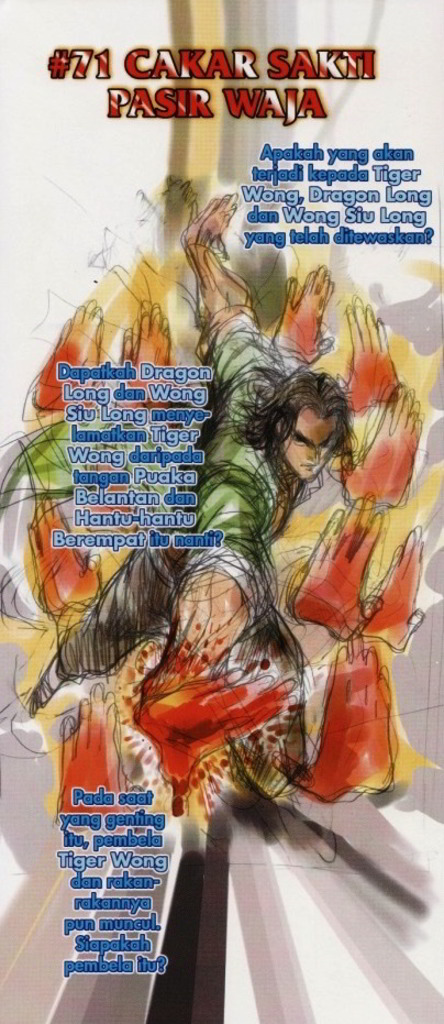 #71 CAKAR SAKTI
PASIR WAJA
Apakah yang akan
terjadi kepada Tiger
Wong, Dragon Long
dan Wong Siu Long
yang telah ditewaskan?
Dapatkah Dragon
Long dan Wong
Siu Long menye-
lamatkan Tiger
Wong daripada
tangan Puaka
Belantan dan
Hantu-hantu
Berempat itu nanti?
Pada saat
yang genting
itu, pembela
Tiger Wong
dan rakan-
rakannya
pun muncul.
Siapakah
pembela itu?